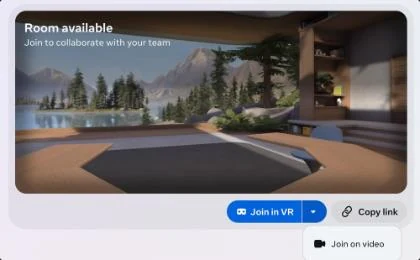 Room available
Join to collaborate with your team
Join in VR
Copy link
Join on video